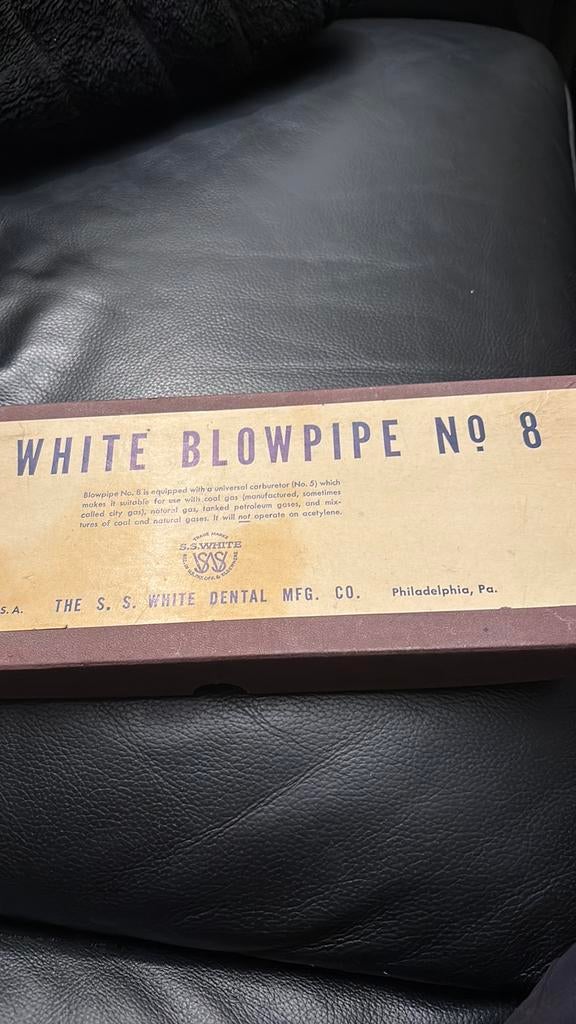 WHITE BLOWPIPE Nº 8
Blowpipe No. 8 is equipped with a universal carburetor (No. 5) which
makes it suitable for use with coal gas (manufactured, sometimes
called city gas), natural gas, tanked petroleum gases, and mix-
tures of coal and natural gases. It will not operate on acetylene.
TRADE MARKS
S.S.WHITE
S.A. THE S. S. WHITE DENTAL MFG. CO. Philadelphia, Pa.